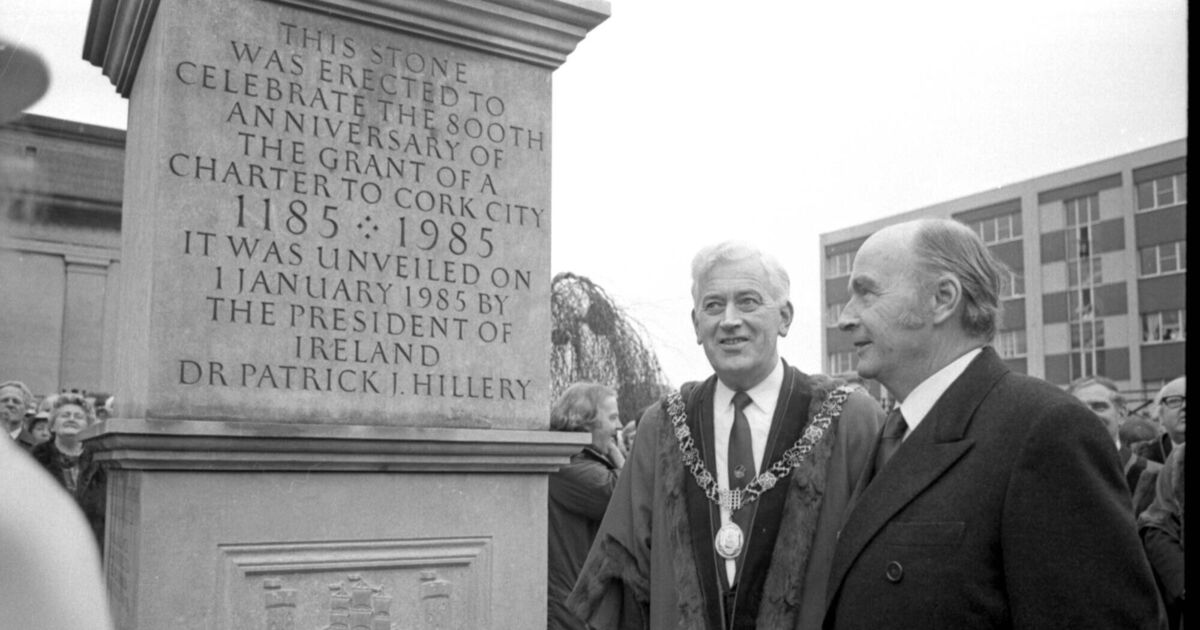 THIS STONE
WAS ERECTED TO
CELEBRATE THE 800TH
ANNIVERSARY OF
THE GRANT OF A
CHARTER TO CORK CITY
1185 ⁘ 1985
IT WAS UNVEILED ON
1 JANUARY 1985 BY
THE PRESIDENT OF
IRELAND
DR PATRICK J. HILLERY